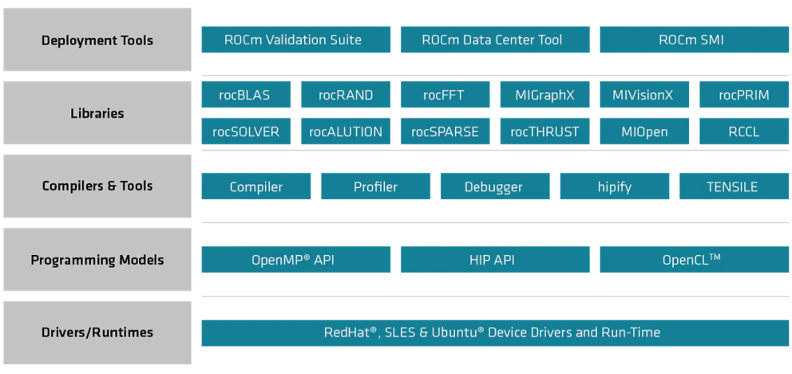 Deployment Tools
ROCm Validation Suite
ROCm Data Center Tool
ROCm SMI
Libraries
rocBLAS
rocRAND
rocFFT
MIGraphX
MIVisionX
rocPRIM
rocSOLVER
rocALUTION
rocSPARSE
rocTHRUST
MIOpen
RCCL
Compilers & Tools
Compiler
Profiler
Debugger
hipify
TENSILE
Programming Models
OpenMP® API
HIP API
OpenCL™
Drivers/Runtimes
RedHat®, SLES & Ubuntu® Device Drivers and Run-Time